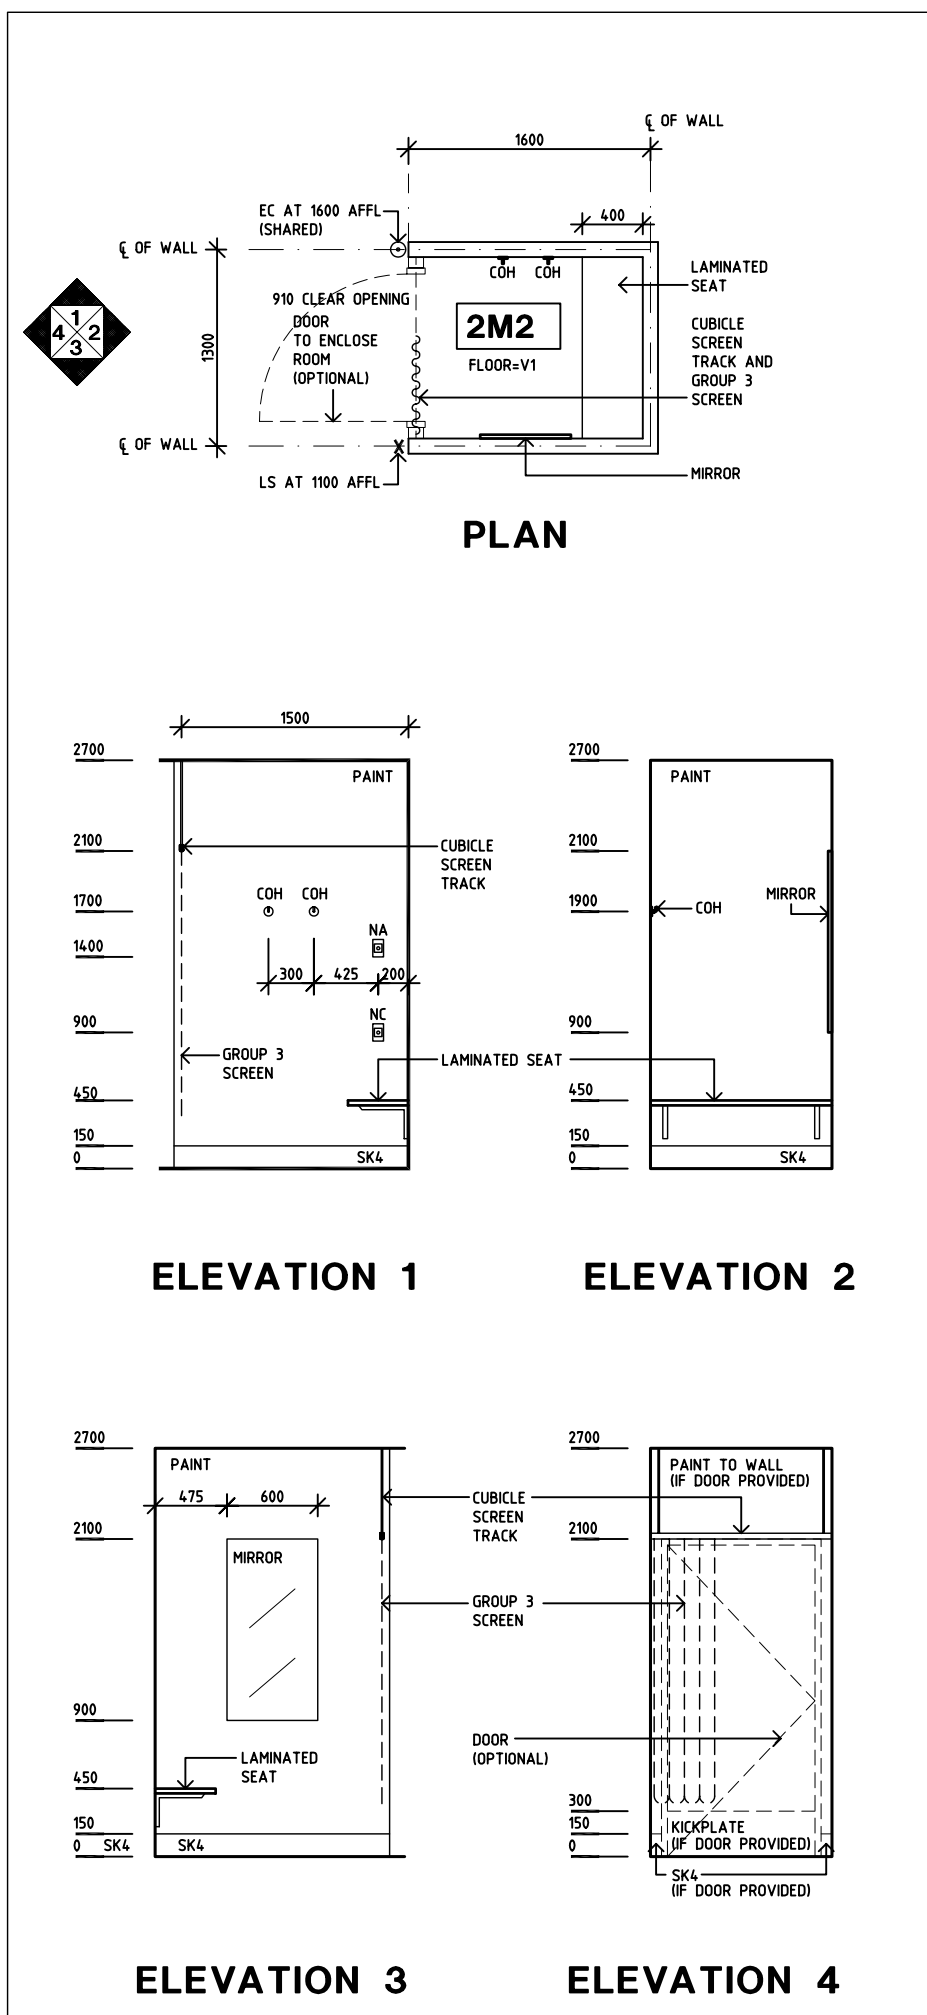 ℄ OF WALL
1600
EC AT 1600 AFFL
(SHARED)
400
℄ OF WALL
COH COH
LAMINATED
SEAT
1
4 2
3
910 CLEAR OPENING
DOOR
TO ENCLOSE
ROOM
(OPTIONAL)
1300
2M2
FLOOR=V1
CUBICLE
SCREEN
TRACK AND
GROUP 3
SCREEN
℄ OF WALL
LS AT 1100 AFFL
MIRROR
PLAN
1500
2700
PAINT
2100
CUBICLE
SCREEN
TRACK
1700
COH COH
NA
1400
300 425 200
900
NC
GROUP 3
SCREEN
LAMINATED SEAT
450
150
0
SK4
ELEVATION 1
2700
PAINT
2100
1900
COH
MIRROR
900
450
150
0
SK4
ELEVATION 2
2700
PAINT
475 600
CUBICLE
SCREEN
TRACK
2100
MIRROR
GROUP 3
SCREEN
900
LAMINATED
SEAT
450
150
0 SK4 SK4
ELEVATION 3
2700
PAINT TO WALL
(IF DOOR PROVIDED)
2100
DOOR
(OPTIONAL)
300
150
0
KICKPLATE
(IF DOOR PROVIDED)
SK4
(IF DOOR PROVIDED)
ELEVATION 4